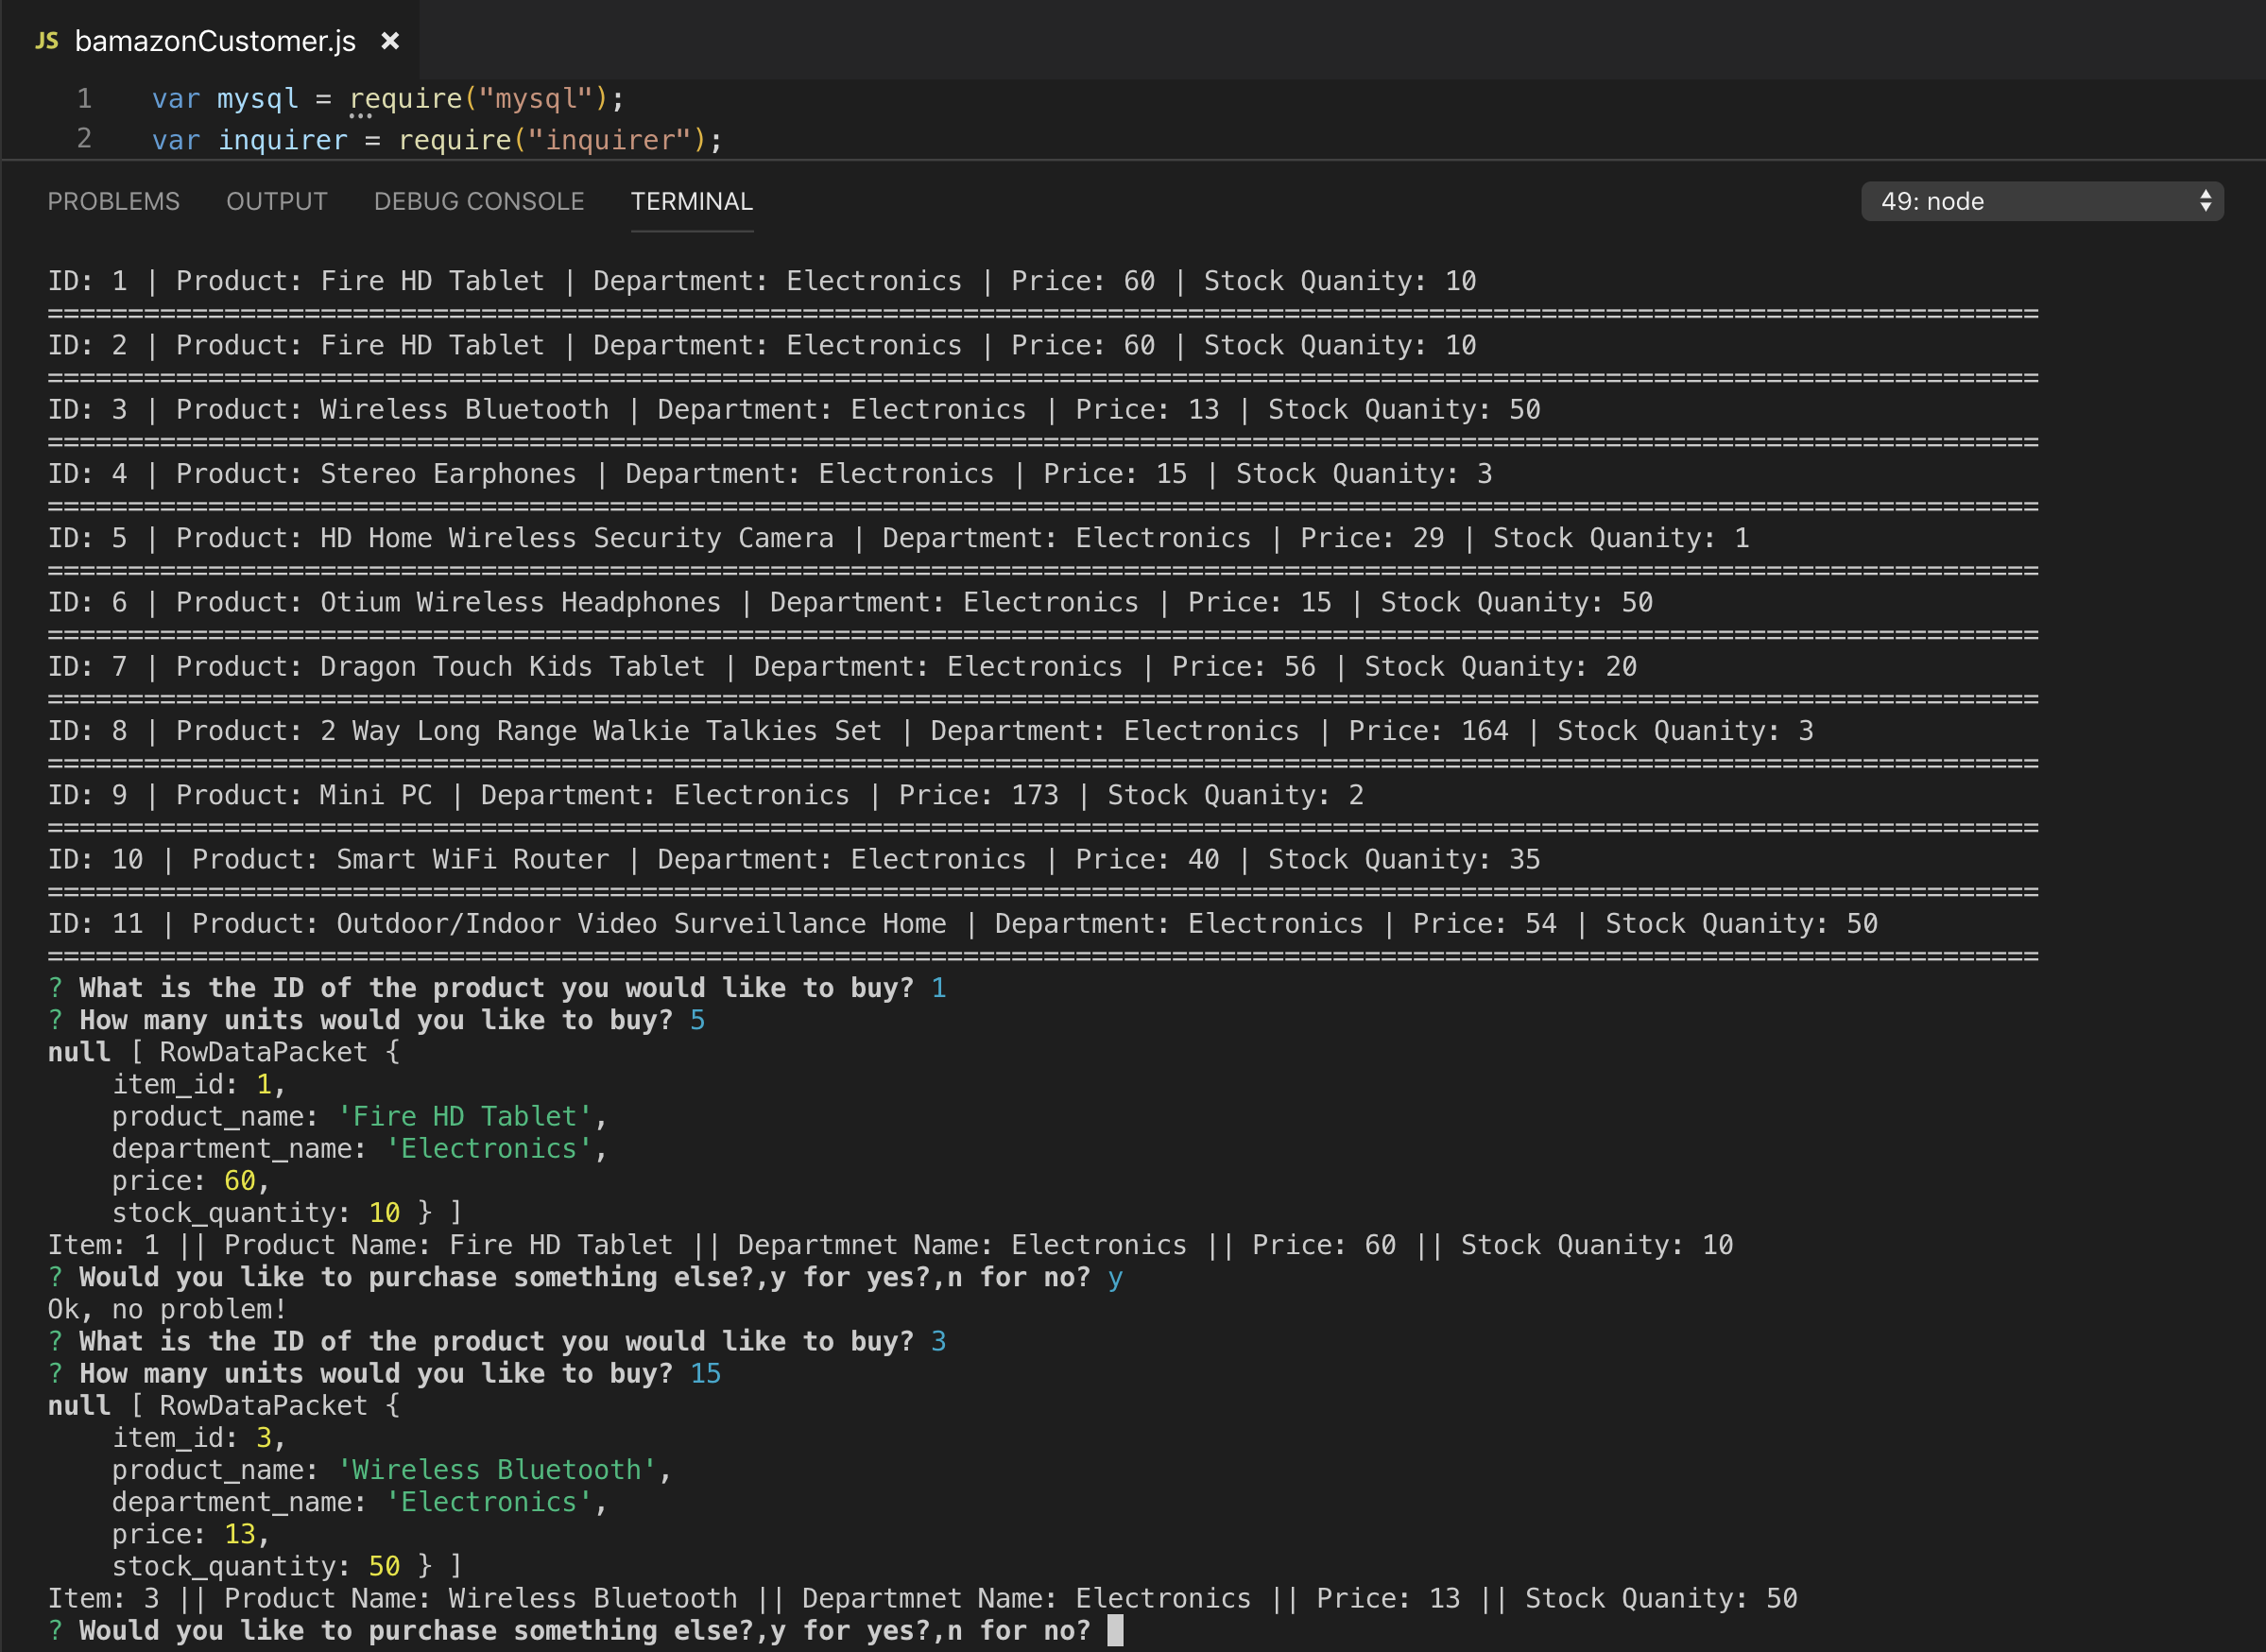 JS bamazonCustomer.js ×
1 var mysql = require("mysql");
2 var inquirer = require("inquirer");
PROBLEMS OUTPUT DEBUG CONSOLE TERMINAL 49: node
ID: 1 | Product: Fire HD Tablet | Department: Electronics | Price: 60 | Stock Quanity: 10
============================================================================================================================
ID: 2 | Product: Fire HD Tablet | Department: Electronics | Price: 60 | Stock Quanity: 10
============================================================================================================================
ID: 3 | Product: Wireless Bluetooth | Department: Electronics | Price: 13 | Stock Quanity: 50
============================================================================================================================
ID: 4 | Product: Stereo Earphones | Department: Electronics | Price: 15 | Stock Quanity: 3
============================================================================================================================
ID: 5 | Product: HD Home Wireless Security Camera | Department: Electronics | Price: 29 | Stock Quanity: 1
============================================================================================================================
ID: 6 | Product: Otium Wireless Headphones | Department: Electronics | Price: 15 | Stock Quanity: 50
============================================================================================================================
ID: 7 | Product: Dragon Touch Kids Tablet | Department: Electronics | Price: 56 | Stock Quanity: 20
============================================================================================================================
ID: 8 | Product: 2 Way Long Range Walkie Talkies Set | Department: Electronics | Price: 164 | Stock Quanity: 3
============================================================================================================================
ID: 9 | Product: Mini PC | Department: Electronics | Price: 173 | Stock Quanity: 2
============================================================================================================================
ID: 10 | Product: Smart WiFi Router | Department: Electronics | Price: 40 | Stock Quanity: 35
============================================================================================================================
ID: 11 | Product: Outdoor/Indoor Video Surveillance Home | Department: Electronics | Price: 54 | Stock Quanity: 50
============================================================================================================================
? What is the ID of the product you would like to buy? 1
? How many units would you like to buy? 5
null [ RowDataPacket {
    item_id: 1,
    product_name: 'Fire HD Tablet',
    department_name: 'Electronics',
    price: 60,
    stock_quantity: 10 } ]
Item: 1 || Product Name: Fire HD Tablet || Departmnet Name: Electronics || Price: 60 || Stock Quanity: 10
? Would you like to purchase something else?,y for yes?,n for no? y
Ok, no problem!
? What is the ID of the product you would like to buy? 3
? How many units would you like to buy? 15
null [ RowDataPacket {
    item_id: 3,
    product_name: 'Wireless Bluetooth',
    department_name: 'Electronics',
    price: 13,
    stock_quantity: 50 } ]
Item: 3 || Product Name: Wireless Bluetooth || Departmnet Name: Electronics || Price: 13 || Stock Quanity: 50
? Would you like to purchase something else?,y for yes?,n for no?